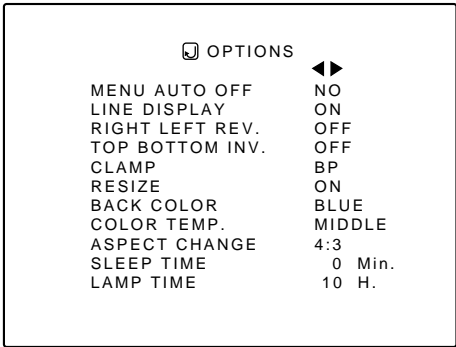 OPTIONS
◀▶
MENU AUTO OFF NO
LINE DISPLAY ON
RIGHT LEFT REV. OFF
TOP BOTTOM INV. OFF
CLAMP BP
RESIZE ON
BACK COLOR BLUE
COLOR TEMP. MIDDLE
ASPECT CHANGE 4:3
SLEEP TIME 0 Min.
LAMP TIME 10 H.